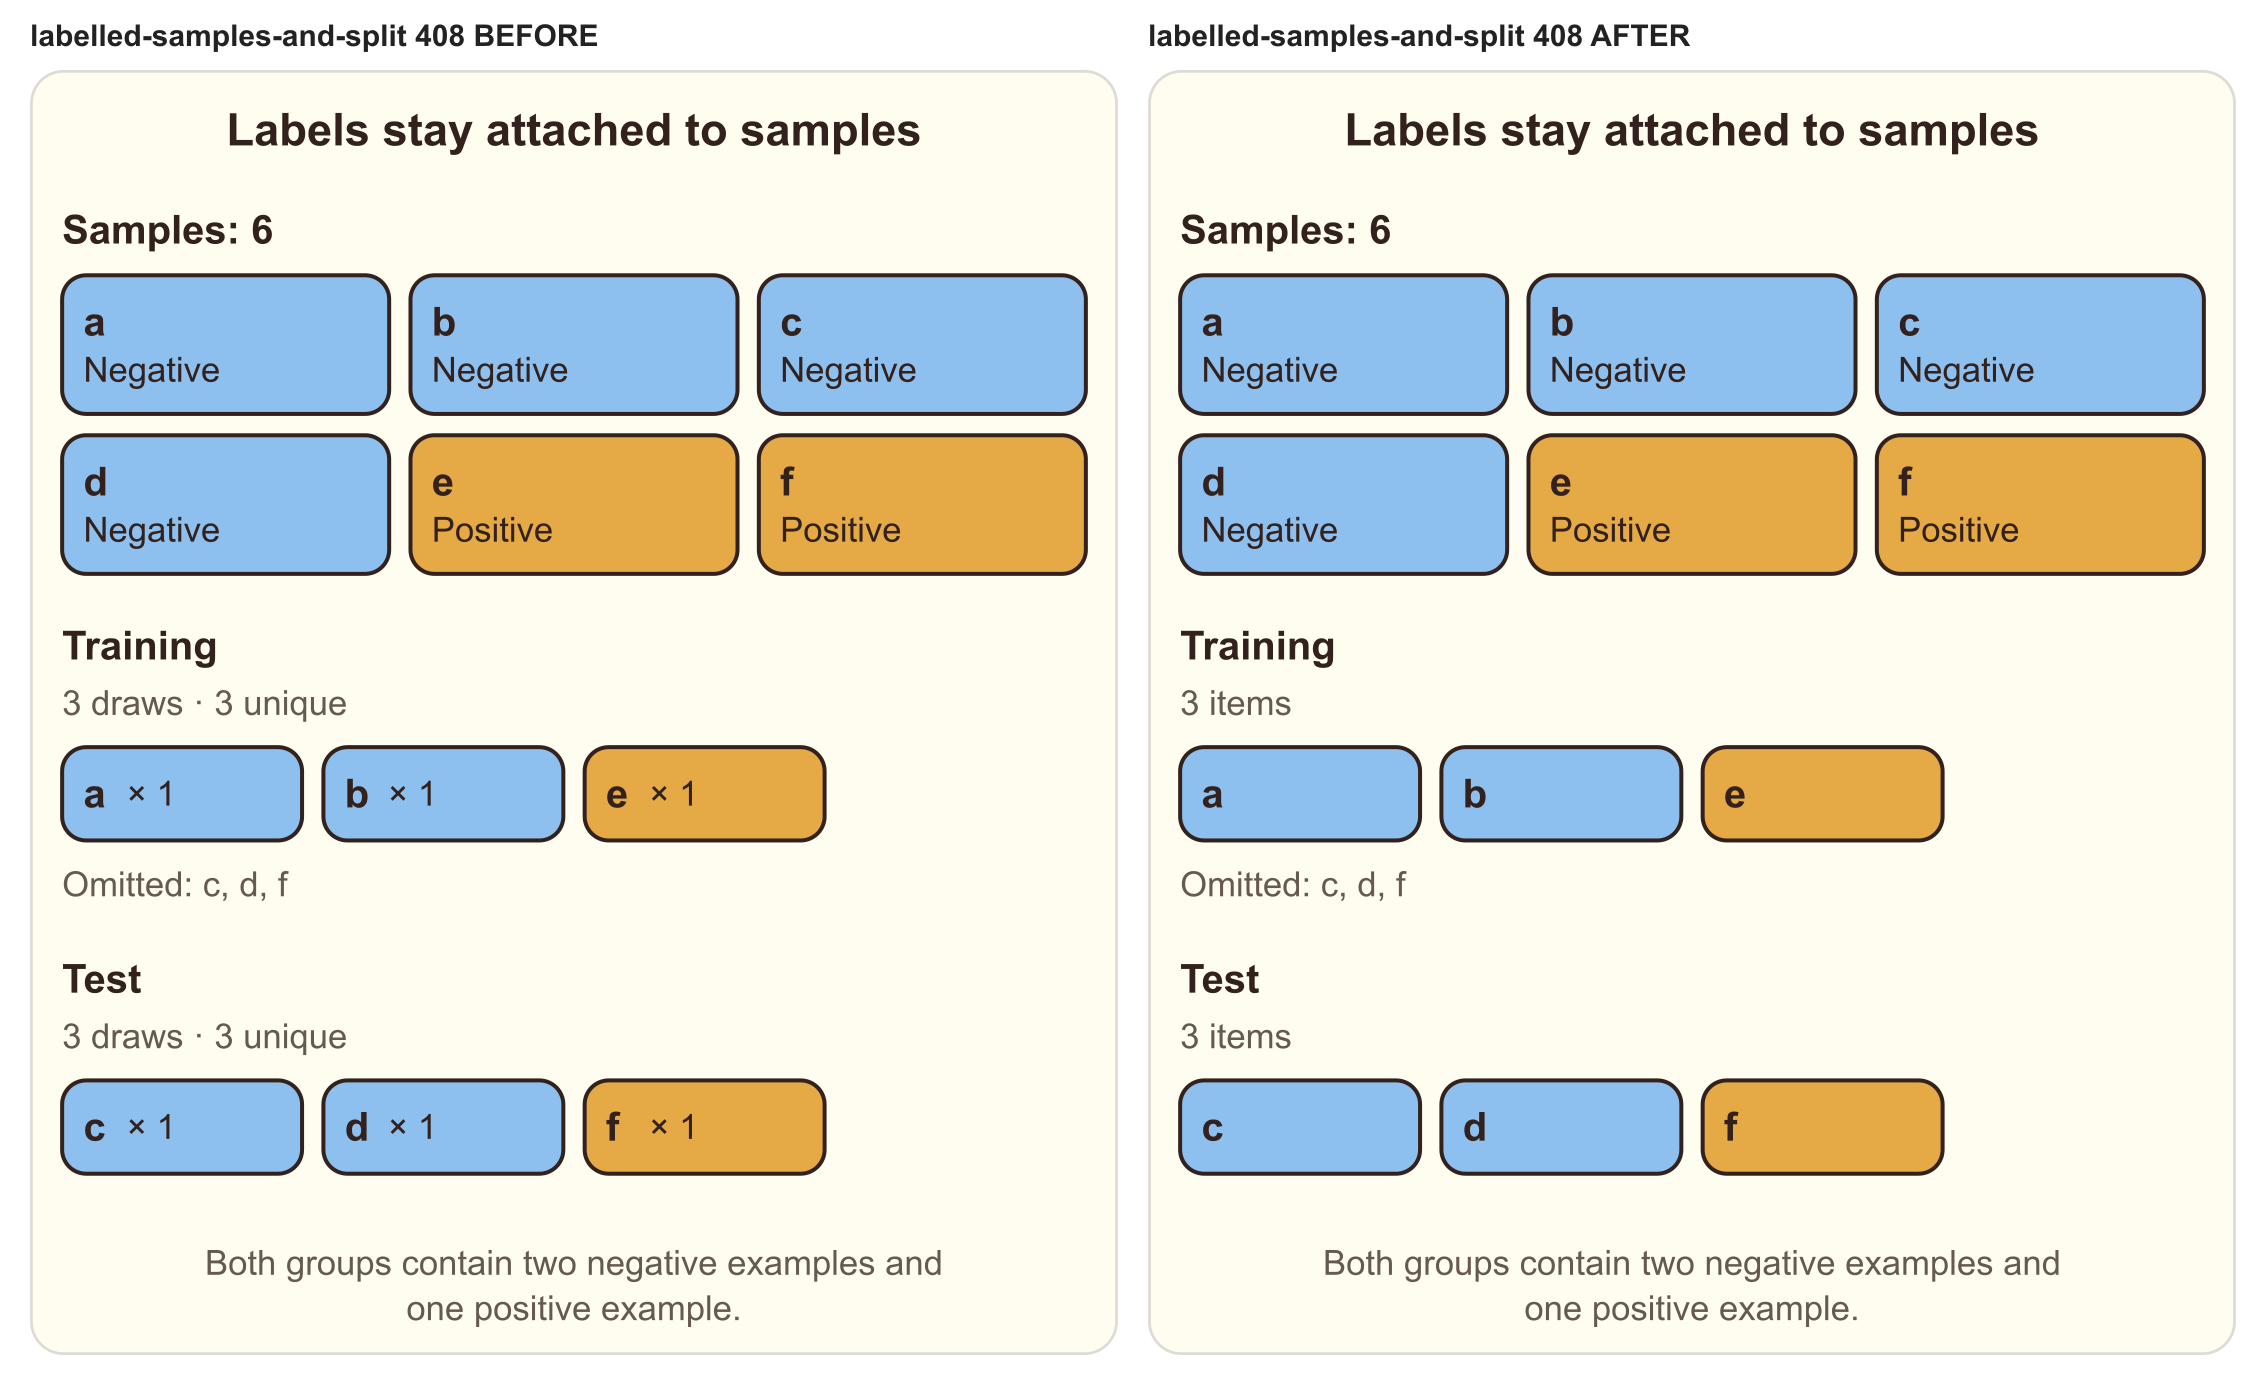 labelled-samples-and-split 408 BEFORE
Labels stay attached to samples
Samples: 6
a
Negative
b
Negative
c
Negative
d
Negative
e
Positive
f
Positive
Training
3 draws · 3 unique
a × 1
b × 1
e × 1
Omitted: c, d, f
Test
3 draws · 3 unique
c × 1
d × 1
f × 1
Both groups contain two negative examples and
one positive example.
labelled-samples-and-split 408 AFTER
Labels stay attached to samples
Samples: 6
a
Negative
b
Negative
c
Negative
d
Negative
e
Positive
f
Positive
Training
3 items
a
b
e
Omitted: c, d, f
Test
3 items
c
d
f
Both groups contain two negative examples and
one positive example.